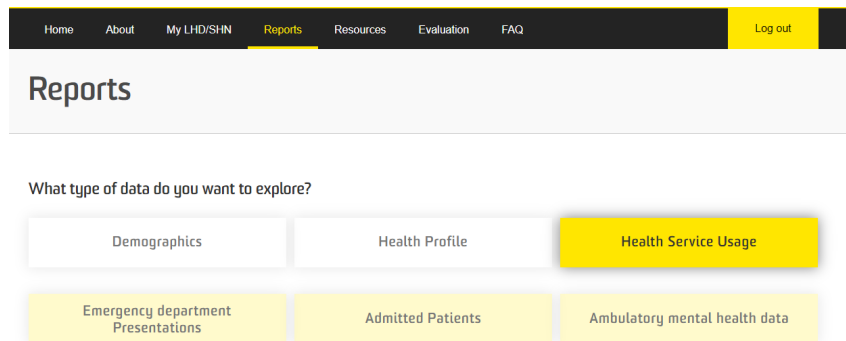 Home About My LHD/SHN Reports Resources Evaluation FAQ Log out
Reports
What type of data do you want to explore?
Demographics Health Profile Health Service Usage
Emergency department
Presentations
Admitted Patients
Ambulatory mental health data